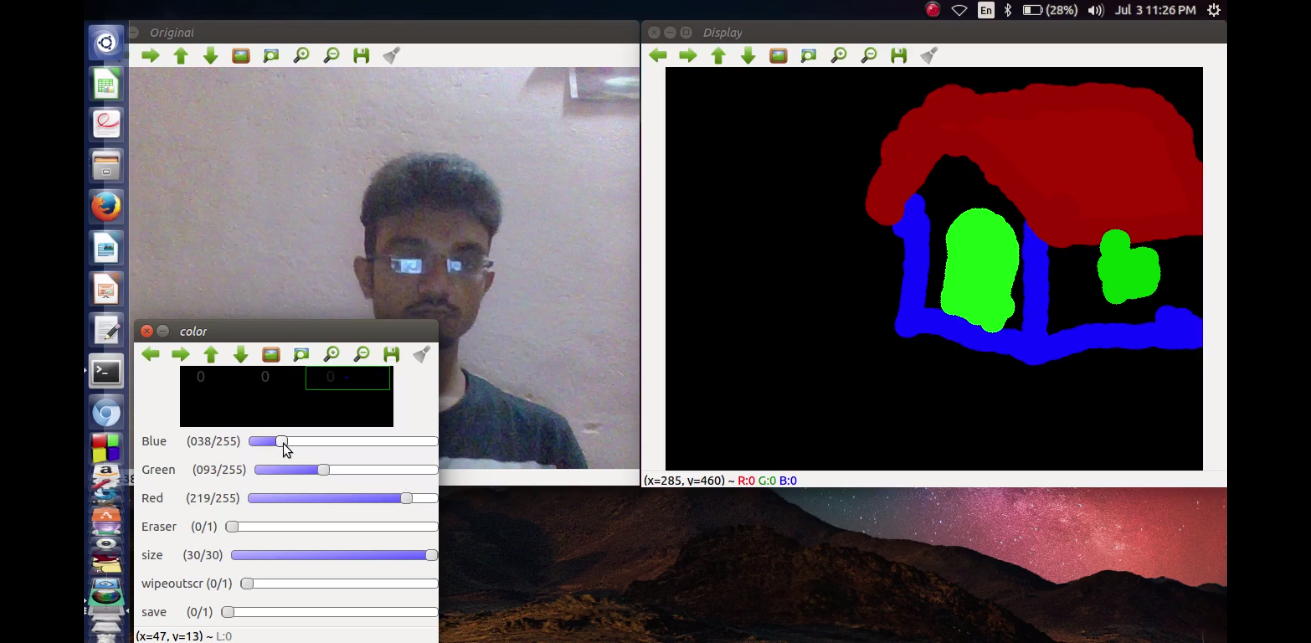 En (28%) Jul 3 11:26 PM
Original
Display
color
0 0 0
Blue (038/255)
Green (093/255)
Red (219/255)
Eraser (0/1)
size (30/30)
wipeoutscr (0/1)
save (0/1)
(x=47, y=13) ~ L:0
(x=285, y=460) ~ R:0 G:0 B:0